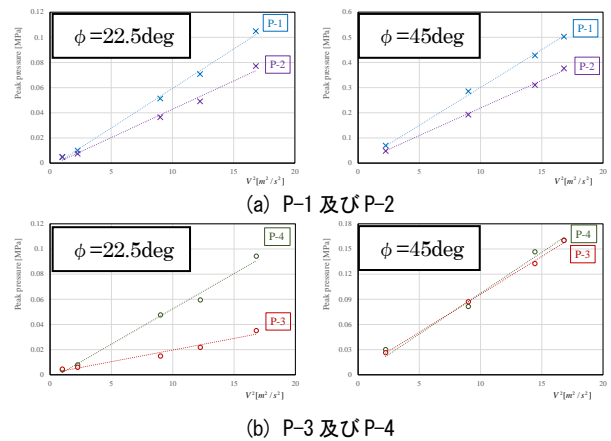 ϕ=22.5deg
P-1
P-2
Peak pressure [MPa]
0.12
0.1
0.08
0.06
0.04
0.02
0
0 5 10 15 20
V²[m²/s²]
ϕ=45deg
P-1
P-2
Peak pressure [MPa]
0.6
0.5
0.4
0.3
0.2
0.1
0
0 5 10 15 20
V²[m²/s²]
(a) P-1 及び P-2
ϕ=22.5deg
P-4
P-3
Peak pressure [MPa]
0.12
0.1
0.08
0.06
0.04
0.02
0
0 5 10 15 20
V²[m²/s²]
ϕ=45deg
P-4
P-3
Peak pressure [MPa]
0.18
0.15
0.12
0.09
0.06
0.03
0
0 5 10 15 20
V²[m²/s²]
(b) P-3 及び P-4